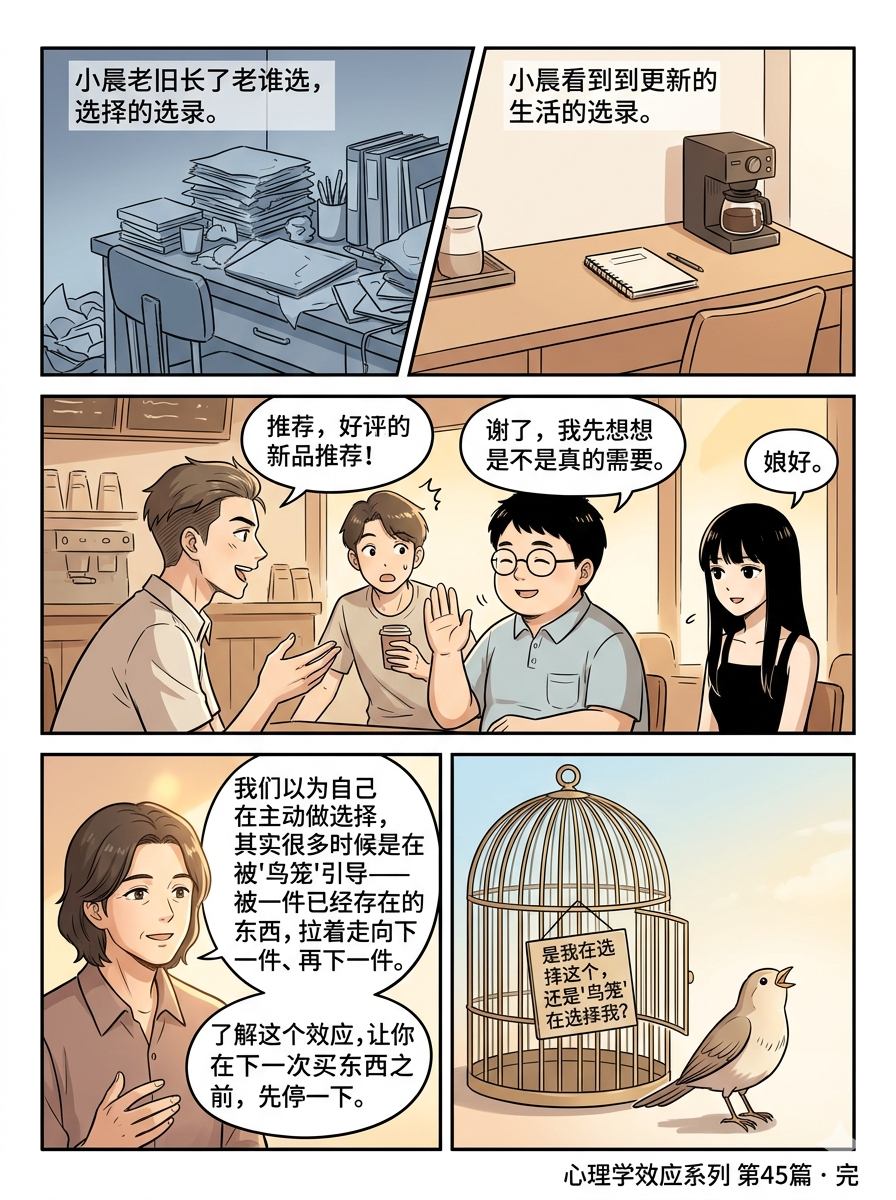 小晨老旧长了老谁选，
选择的选录。
小晨看到到更新的
生活的选录。
推荐，好评的
新品推荐！
谢了，我先想想
是不是真的需要。
娘好。
我们以为自己
在主动做选择，
其实很多时候是在
被'鸟笼'引导——
被一件已经存在的
东西，拉着走向下
一件、再下一件。
了解这个效应，让你
在下一次买东西之
前，先停一下。
是我在选
择这个，
还是'鸟笼'
在选择我？
心理学效应系列 第45篇 · 完